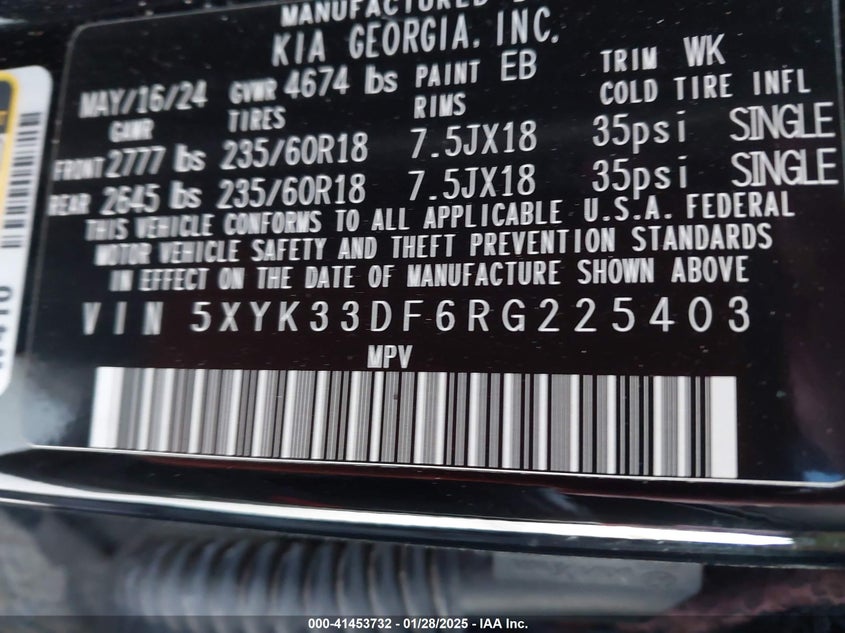 MANUFACTURED
KIA GEORGIA, INC.
MAY/16/24 GVWR 4674 lbs PAINT EB TRIM WK
GAWR TIRES RIMS COLD TIRE INFL
FRONT 2777 lbs 235/60R18 7.5JX18 35psi SINGLE
REAR 2645 lbs 235/60R18 7.5JX18 35psi SINGLE
THIS VEHICLE CONFORMS TO ALL APPLICABLE U.S.A. FEDERAL
MOTOR VEHICLE SAFETY AND THEFT PREVENTION STANDARDS
IN EFFECT ON THE DATE OF MANUFACTURE SHOWN ABOVE
VIN 5XYK33DF6RG225403
MPV
000-41453732 - 01/28/2025 - IAA Inc.